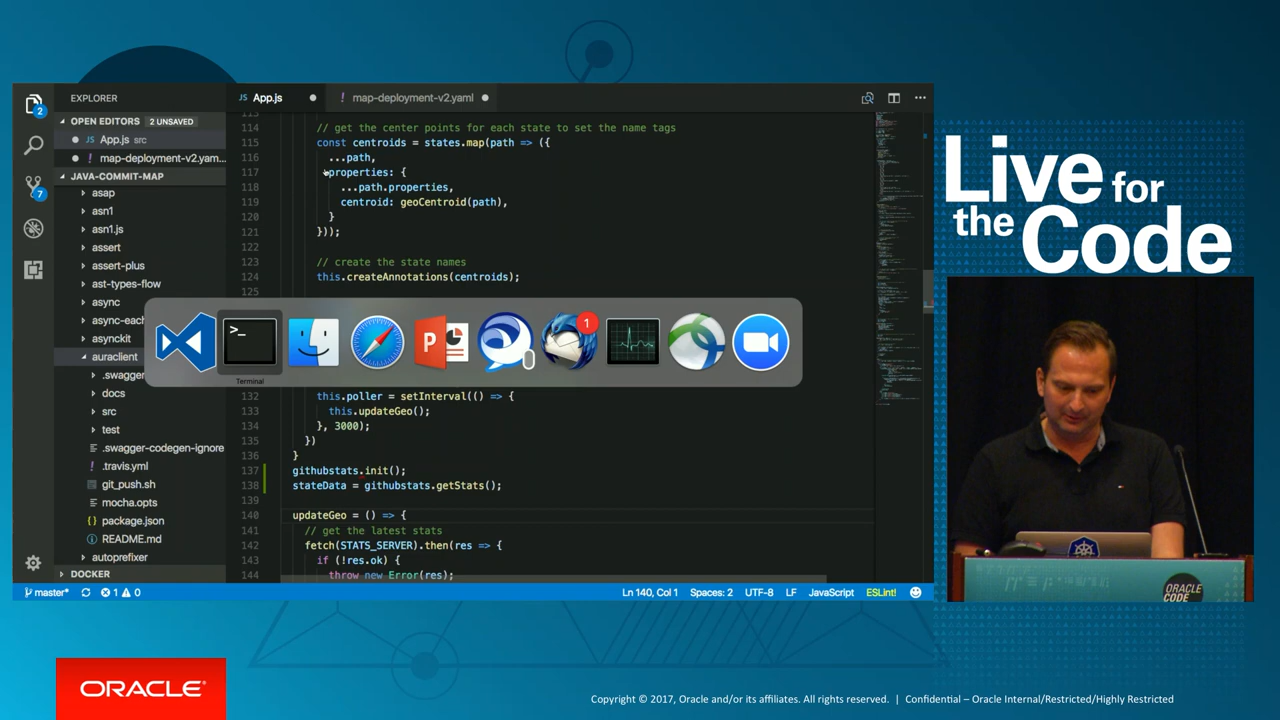 EXPLORER
OPEN EDITORS 2 UNSAVED
App.js src
! map-deployment-v2.yaml...
JAVA-COMMIT-MAP
asap
asn1
asn1.js
assert
assert-plus
ast-types-flow
async
async-each
asynckit
auraclient
.swagger
docs
src
test
.swagger-codegen-ignore
! .travis.yml
git_push.sh
mocha.opts
{} package.json
README.md
autoprefixer
DOCKER
2
7
JS App.js
! map-deployment-v2.yaml
113
114 // get the center points for each state to set the name tags
115 const centroids = states.map(path => ({
116 ...path,
117 properties: {
118 ...path.properties,
119 centroid: geoCentroid(path),
120 }
121 }));
122
123 // create the state names
124 this.createAnnotations(centroids);
125
>_
P
1
Terminal
132 this.poller = setInterval(() => {
133 this.updateGeo();
134 }, 3000);
135 })
136 }
137 githubstats.init();
138 stateData = githubstats.getStats();
139
140 updateGeo = () => {
141 // get the latest stats
142 fetch(STATS_SERVER).then(res => {
143 if (!res.ok) {
144 throw new Error(res);
master* 1 0
Ln 140, Col 1 Spaces: 2 UTF-8 LF JavaScript ESLint!
Live for
the Code
ORACLE
CODE
ORACLE®
Copyright © 2017, Oracle and/or its affiliates. All rights reserved. | Confidential – Oracle Internal/Restricted/Highly Restricted